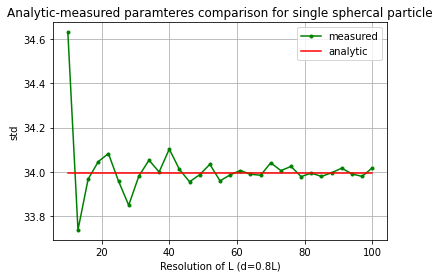 Analytic-measured paramteres comparison for single sphercal particle
measured
analytic
34.6
34.4
34.2
34.0
33.8
std
20 40 60 80 100
Resolution of L (d=0.8L)